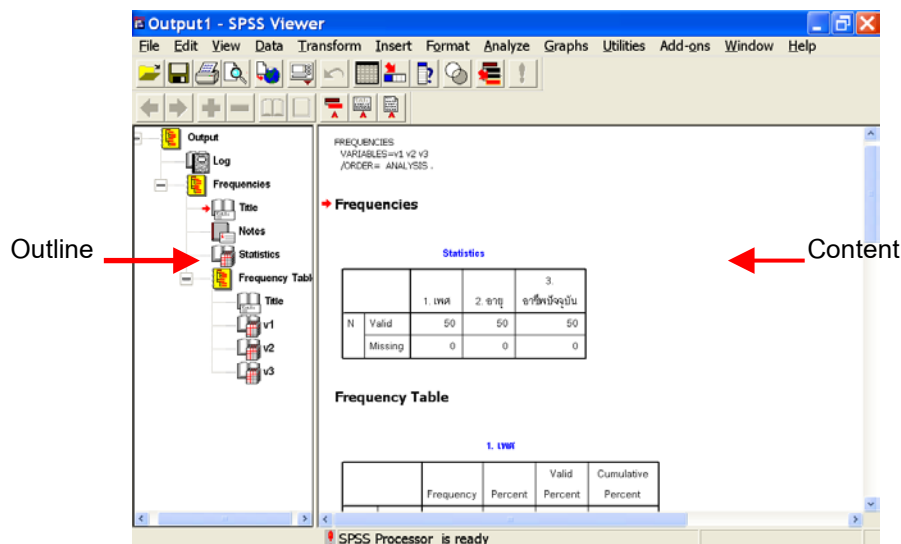 Output1 - SPSS Viewer
File Edit View Data Transform Insert Format Analyze Graphs Utilities Add-ons Window Help
Outline
Output
Log
Frequencies
Title
Notes
Statistics
Frequency Tabl
Title
v1
v2
v3
FREQUENCIES
VARIABLES=v1 v2 v3
/ORDER= ANALYSIS .
Frequencies
Statistics
1. เพศ 2. อายุ 3. อาชีพปัจจุบัน
N Valid 50 50 50
Missing 0 0 0
Frequency Table
1. เพศ
Frequency Percent Valid Percent Cumulative Percent
Content
SPSS Processor is ready